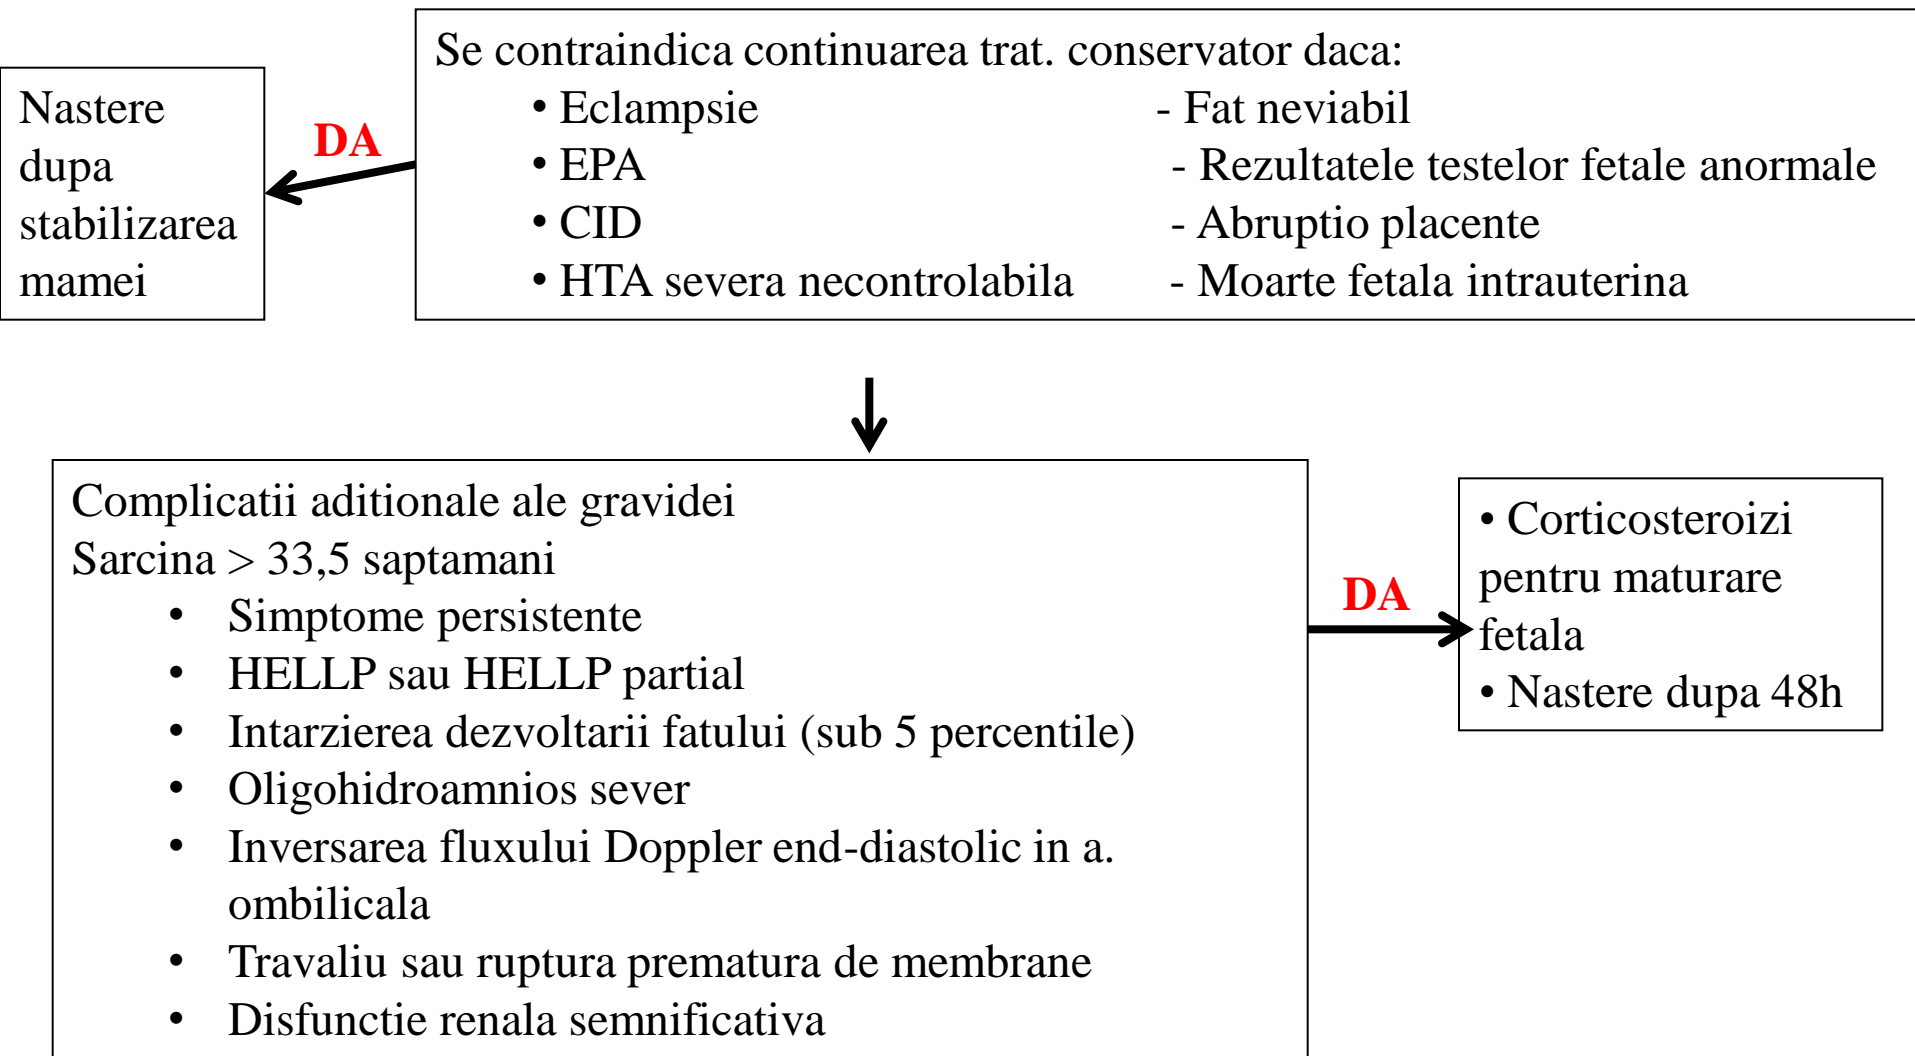 Se contraindica continuarea trat. conservator daca:
• Eclampsie - Fat neviabil
• EPA - Rezultatele testelor fetale anormale
• CID - Abruptio placente
• HTA severa necontrolabila - Moarte fetala intrauterina
DA
Nastere
dupa
stabilizarea
mamei
Complicatii aditionale ale gravidei
Sarcina > 33,5 saptamani
• Simptome persistente
• HELLP sau HELLP partial
• Intarzierea dezvoltarii fatului (sub 5 percentile)
• Oligohidroamnios sever
• Inversarea fluxului Doppler end-diastolic in a.
ombilicala
• Travaliu sau ruptura prematura de membrane
• Disfunctie renala semnificativa
DA
• Corticosteroizi
pentru maturare
fetala
• Nastere dupa 48h